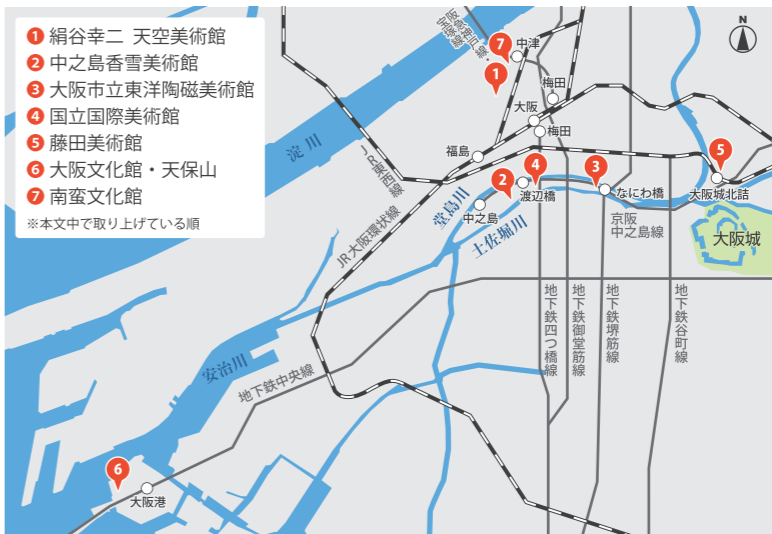 1 絹谷幸二 天空美術館
2 中之島香雪美術館
3 大阪市立東洋陶磁美術館
4 国立国際美術館
5 藤田美術館
6 大阪文化館・天保山
7 南蛮文化館
※本文中で取り上げている順
N
7
中津
1
梅田
大阪
梅田
淀川
福島
JR東西線
5
4
3
2
渡辺橋
なにわ橋
大阪城北詰
中之島
堂島川
土佐堀川
京阪
中之島線
大阪城
JR大阪環状線
地下鉄四つ橋線
地下鉄御堂筋線
地下鉄堺筋線
地下鉄谷町線
安治川
地下鉄中央線
6
大阪港